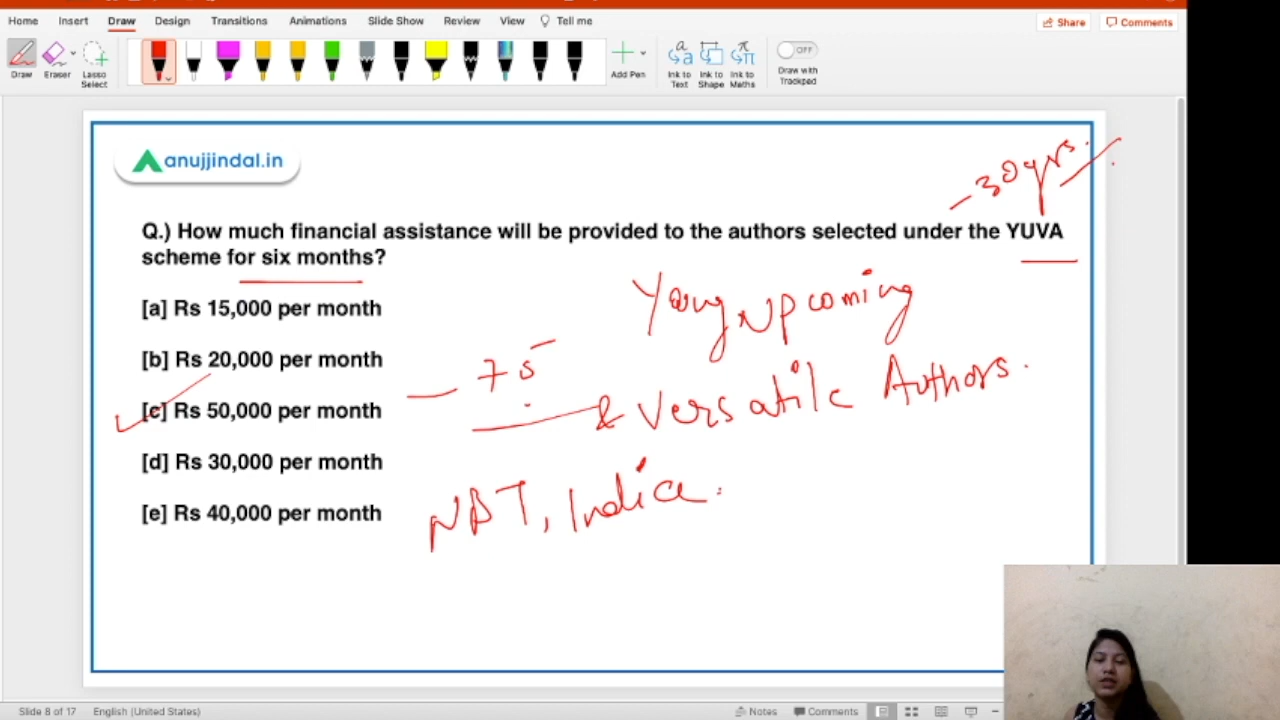 Home Insert Draw Design Transitions Animations Slide Show Review View Tell me Share Comments
Draw Eraser Lasso Select Add Pen Ink to Text Ink to Shape Ink to Maths OFF Draw with Trackpad
anujjindal.in
30yrs.
Q.) How much financial assistance will be provided to the authors selected under the YUVA
scheme for six months?
[a] Rs 15,000 per month
Young Upcoming
[b] Rs 20,000 per month
75
& Versatile Authors.
[c] Rs 50,000 per month
[d] Rs 30,000 per month
NBT, India.
[e] Rs 40,000 per month
Slide 8 of 17 English (United States) Notes Comments